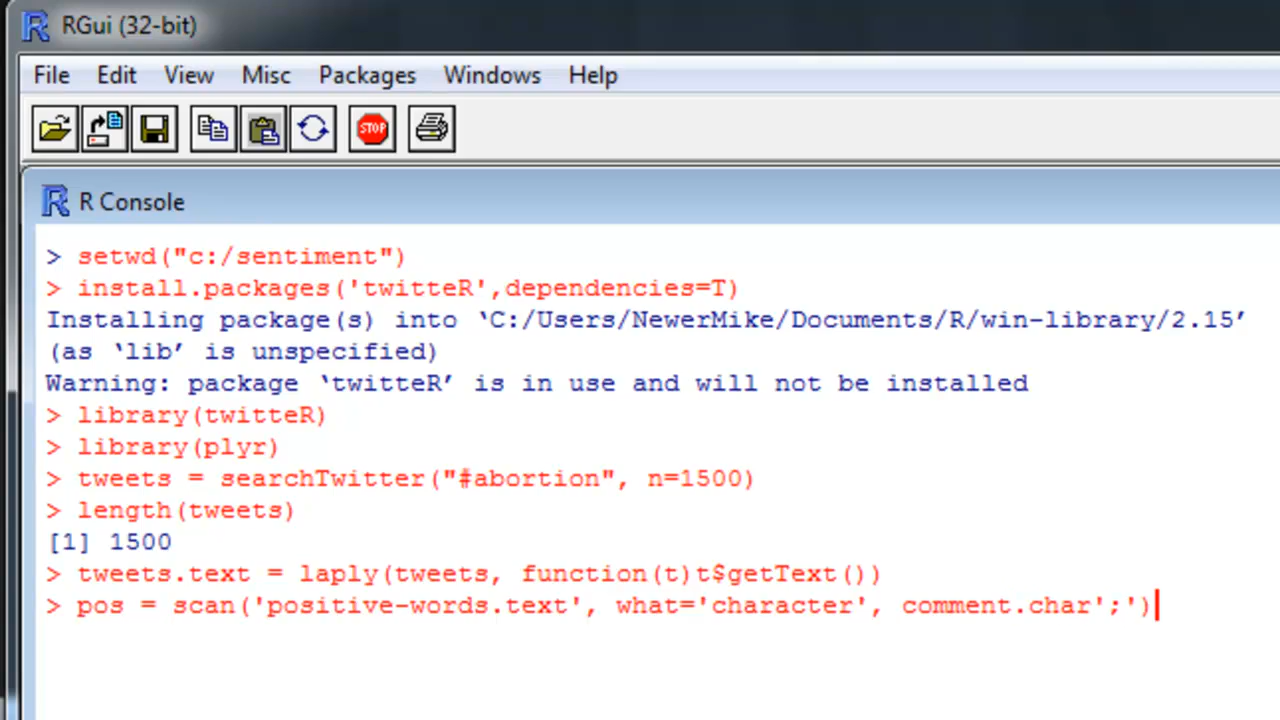 RGui (32-bit)
File Edit View Misc Packages Windows Help
STOP
R Console
> setwd("c:/sentiment")
> install.packages('twitteR',dependencies=T)
Installing package(s) into ‘C:/Users/NewerMike/Documents/R/win-library/2.15’
(as ‘lib’ is unspecified)
Warning: package ‘twitteR’ is in use and will not be installed
> library(twitteR)
> library(plyr)
> tweets = searchTwitter("#abortion", n=1500)
> length(tweets)
[1] 1500
> tweets.text = laply(tweets, function(t)t$getText())
> pos = scan('positive-words.text', what='character', comment.char';')